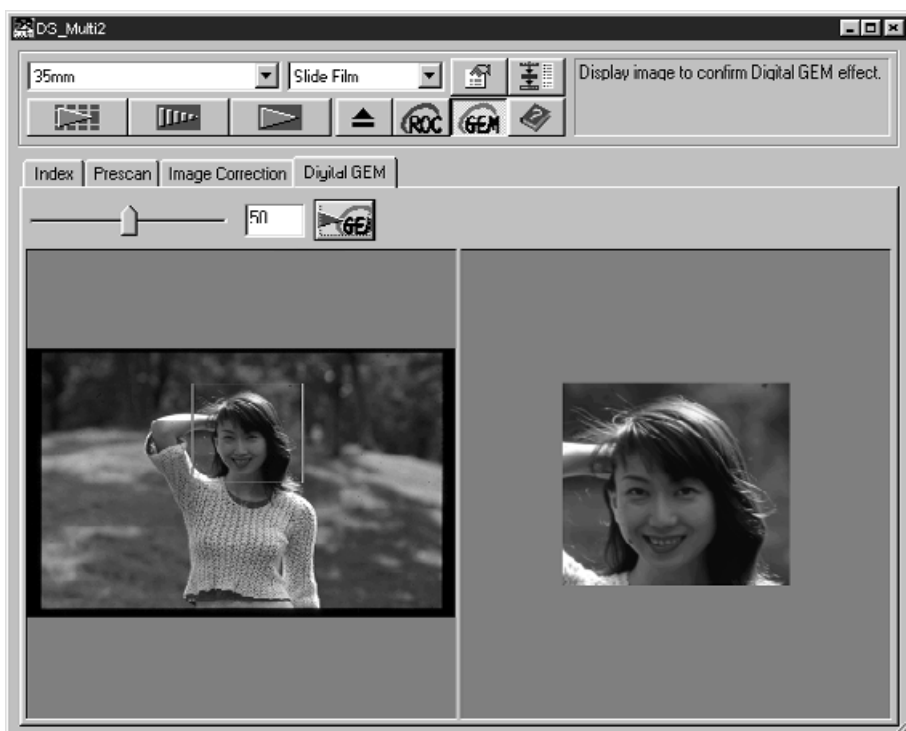 DS_Multi2
35mm
Slide Film
Display image to confirm Digital GEM effect.
ROC
GEM
Index
Prescan
Image Correction
Digital GEM
50
GEM